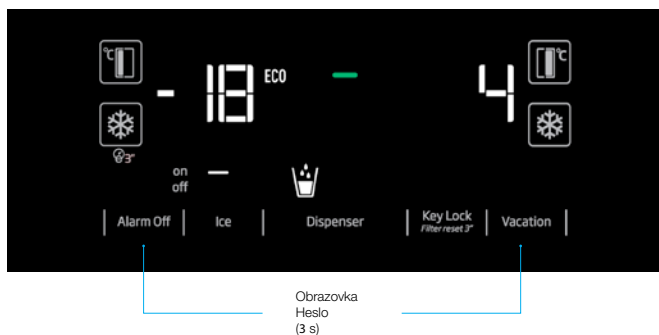 °C
°C
- 18 ECO
4
3"
on
off
Alarm Off
Ice
Dispenser
Key Lock
Filter reset 3"
Vacation
Obrazovka
Heslo
(3 s)